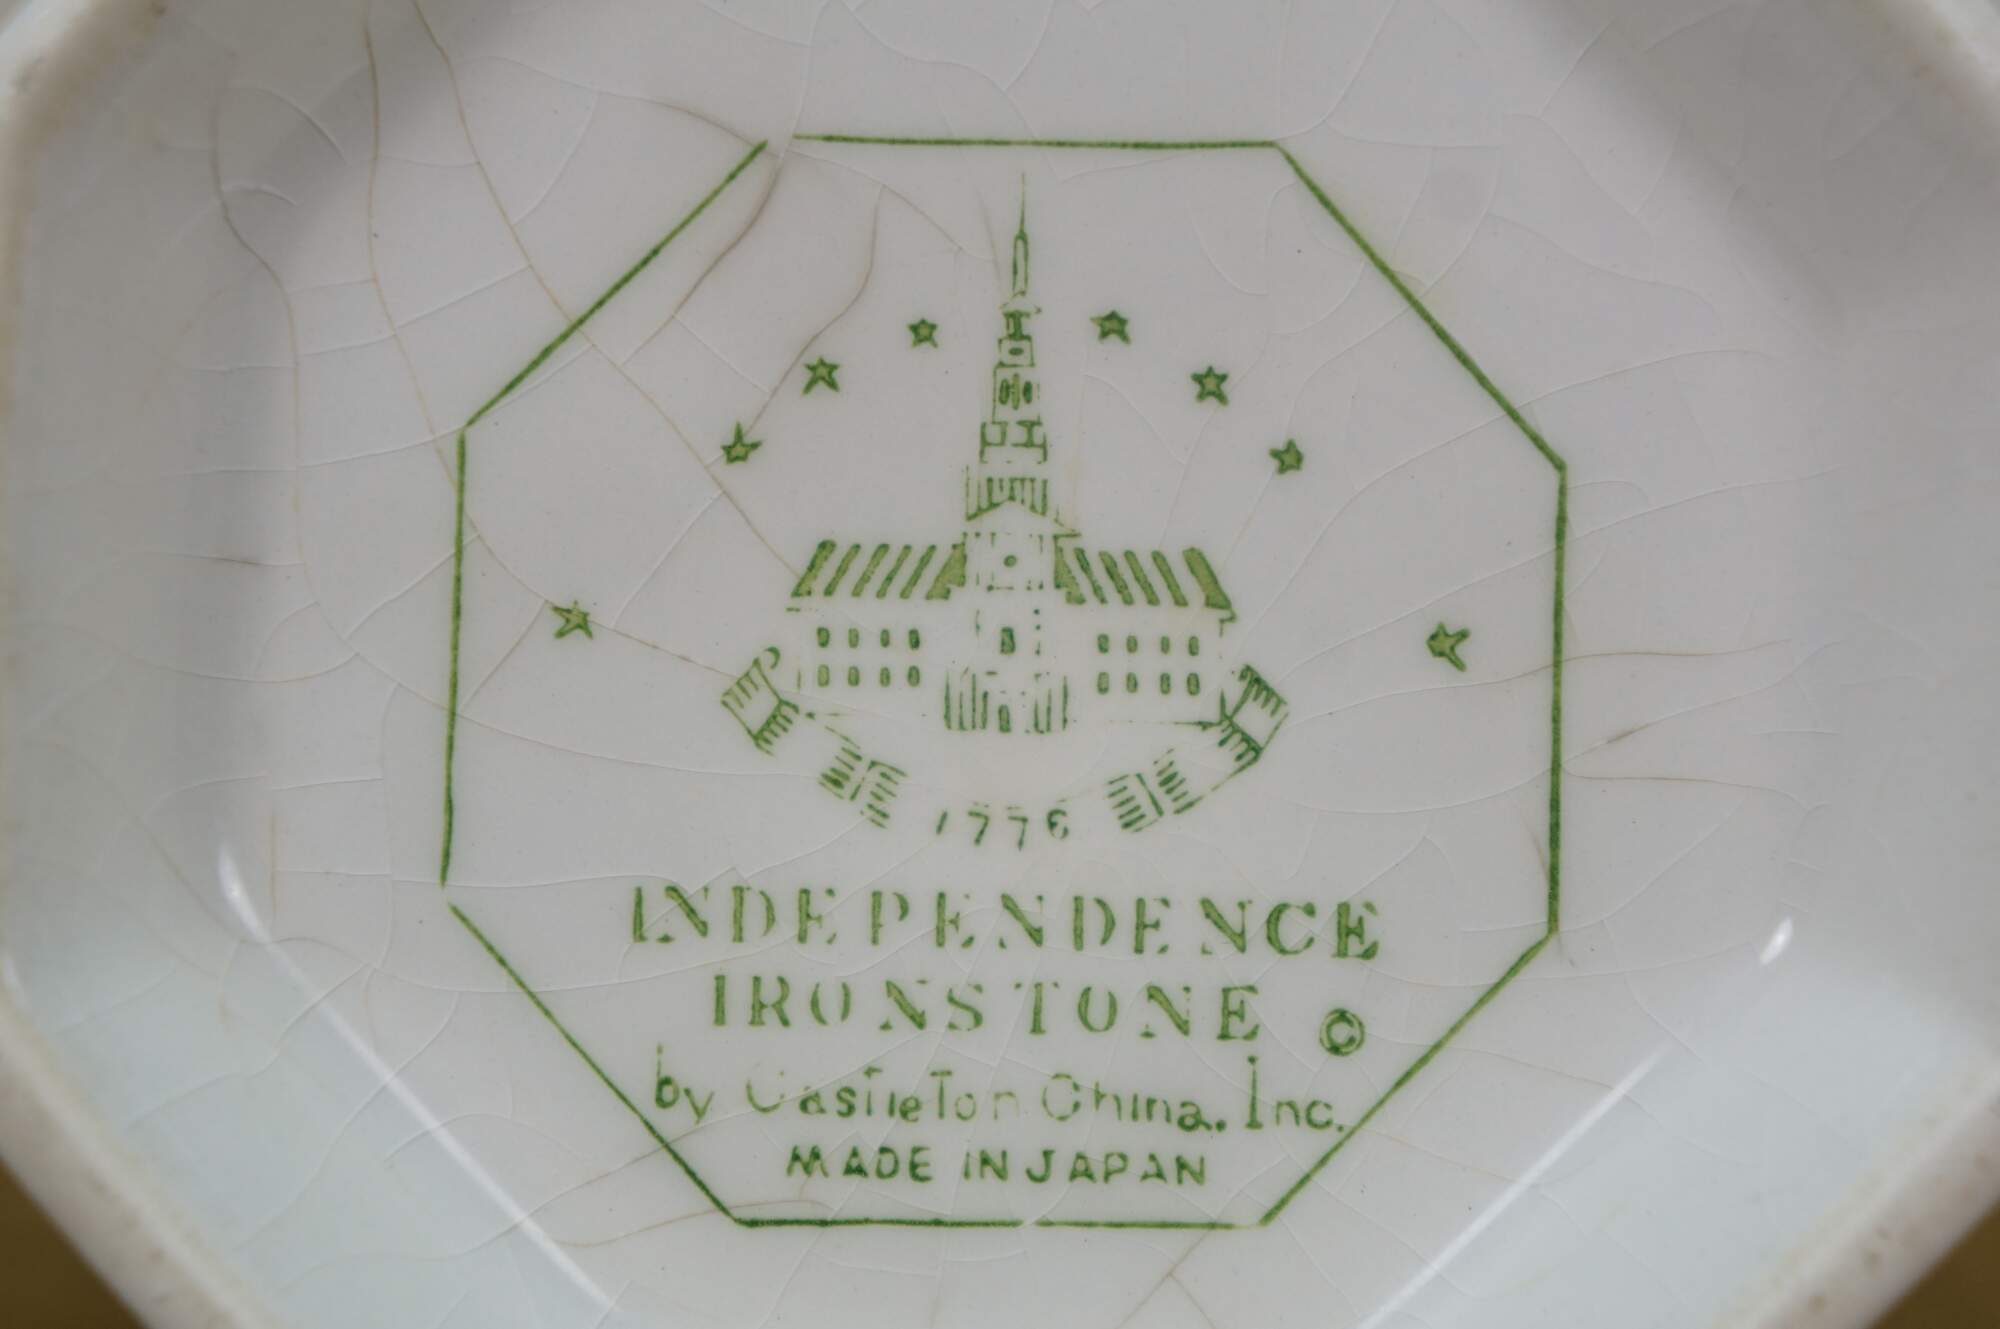 1776
INDEPENDENCE
IRONSTONE ©
by Castleton China. Inc.
MADE IN JAPAN